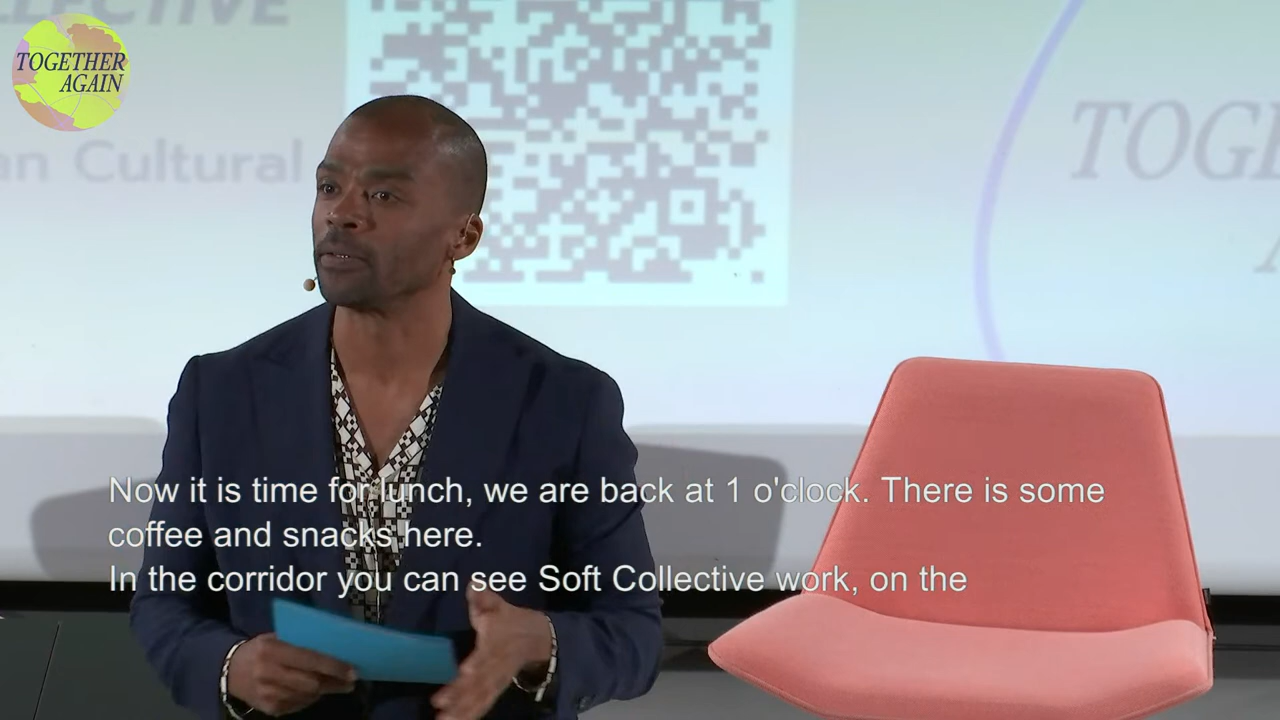 TOGETHER
AGAIN
an Cultural
Now it is time for lunch, we are back at 1 o'clock. There is some
coffee and snacks here.
In the corridor you can see Soft Collective work, on the